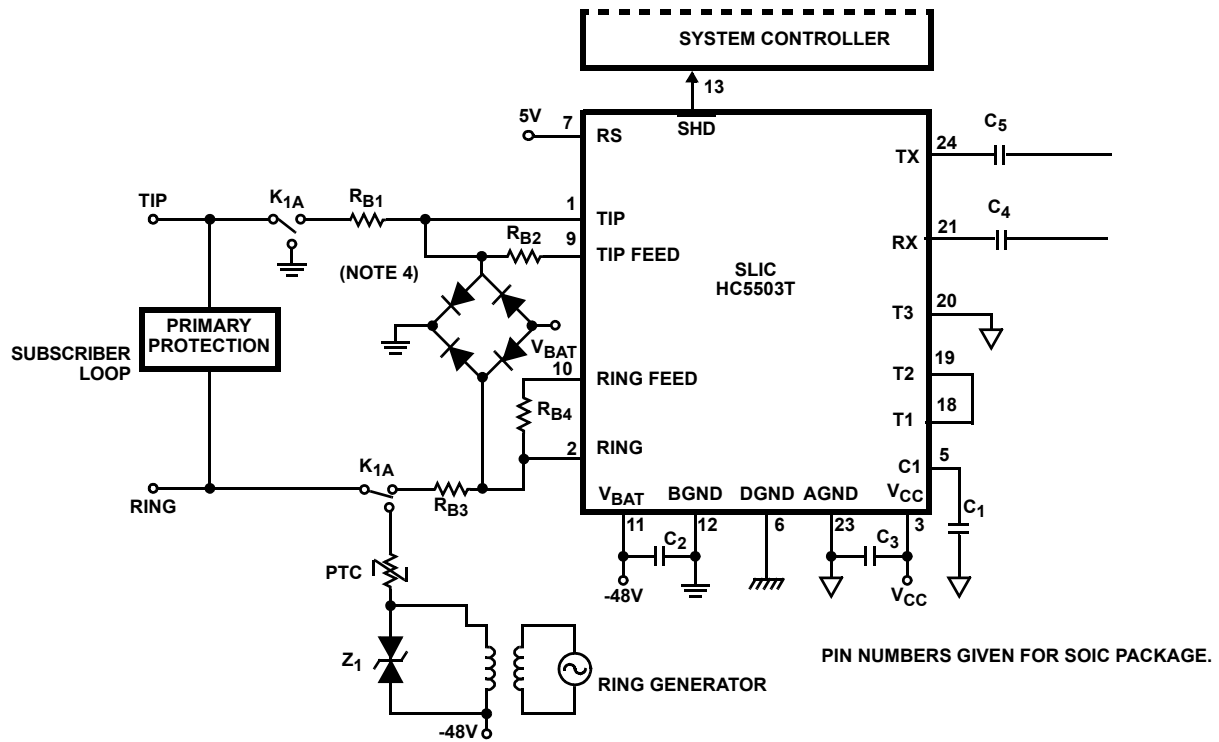 SYSTEM CONTROLLER
13
5V
7
RS
SHD
TX
24
C5
TIP
K1A
RB1
1
TIP
RB2
9
TIP FEED
(NOTE 4)
SLIC
HC5503T
RX
21
C4
PRIMARY
PROTECTION
SUBSCRIBER
LOOP
VBAT
10
RING FEED
RB4
2
RING
T3
20
T2
19
T1
18
C1
5
K1A
RING
RB3
VBAT
BGND
DGND
AGND
VCC
11
12
6
23
3
C2
C3
C1
-48V
VCC
PTC
Z1
RING GENERATOR
-48V
PIN NUMBERS GIVEN FOR SOIC PACKAGE.